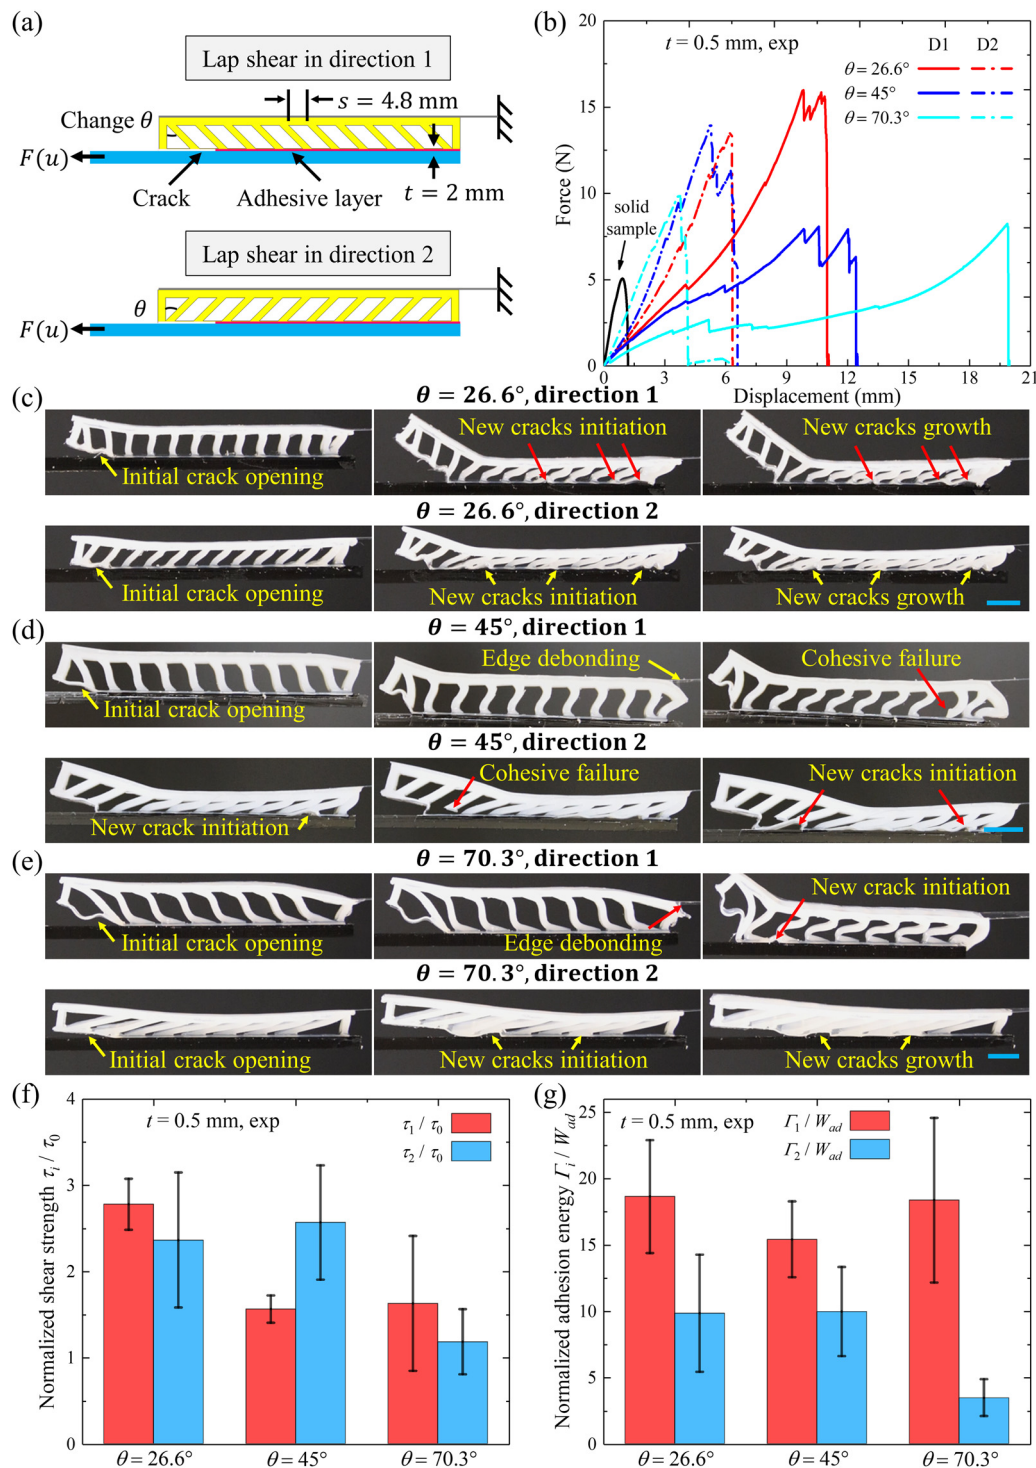 (a)
Lap shear in direction 1
s = 4.8 mm
Change θ
F(u)
Crack
Adhesive layer
t = 2 mm
Lap shear in direction 2
θ
F(u)
(b)
t = 0.5 mm, exp
D1 D2
θ = 26.6°
θ = 45°
θ = 70.3°
solid
sample
Force (N)
20
15
10
5
0
0 3 6 9 12 15 18 21
Displacement (mm)
(c)
θ = 26.6°, direction 1
Initial crack opening
New cracks initiation
New cracks growth
θ = 26.6°, direction 2
Initial crack opening
New cracks initiation
New cracks growth
(d)
θ = 45°, direction 1
Initial crack opening
Edge debonding
Cohesive failure
θ = 45°, direction 2
New crack initiation
Cohesive failure
New cracks initiation
(e)
θ = 70.3°, direction 1
Initial crack opening
Edge debonding
New crack initiation
θ = 70.3°, direction 2
Initial crack opening
New cracks initiation
New cracks growth
(f)
t = 0.5 mm, exp
τ₁ / τ₀
τ₂ / τ₀
Normalized shear strength τᵢ / τ₀
4
3
2
1
0
θ = 26.6° θ = 45° θ = 70.3°
(g)
t = 0.5 mm, exp
Γ₁ / W_ad
Γ₂ / W_ad
Normalized adhesion energy Γᵢ / W_ad
25
20
15
10
5
0
θ = 26.6° θ = 45° θ = 70.3°